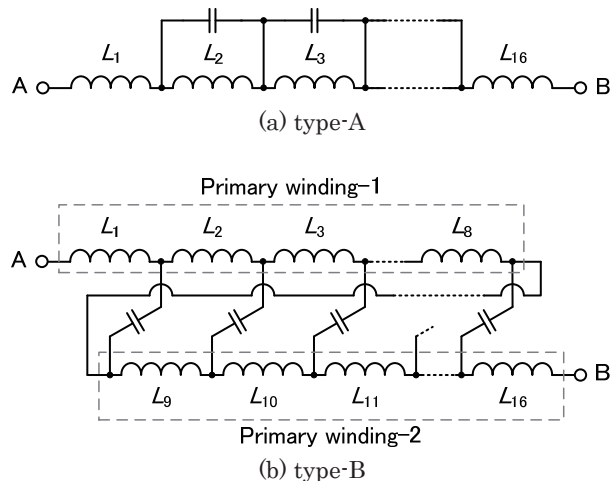 L1 L2 L3 L16
A B
(a) type-A
Primary winding-1
L1 L2 L3 L8
A
B
L9 L10 L11 L16
Primary winding-2
(b) type-B